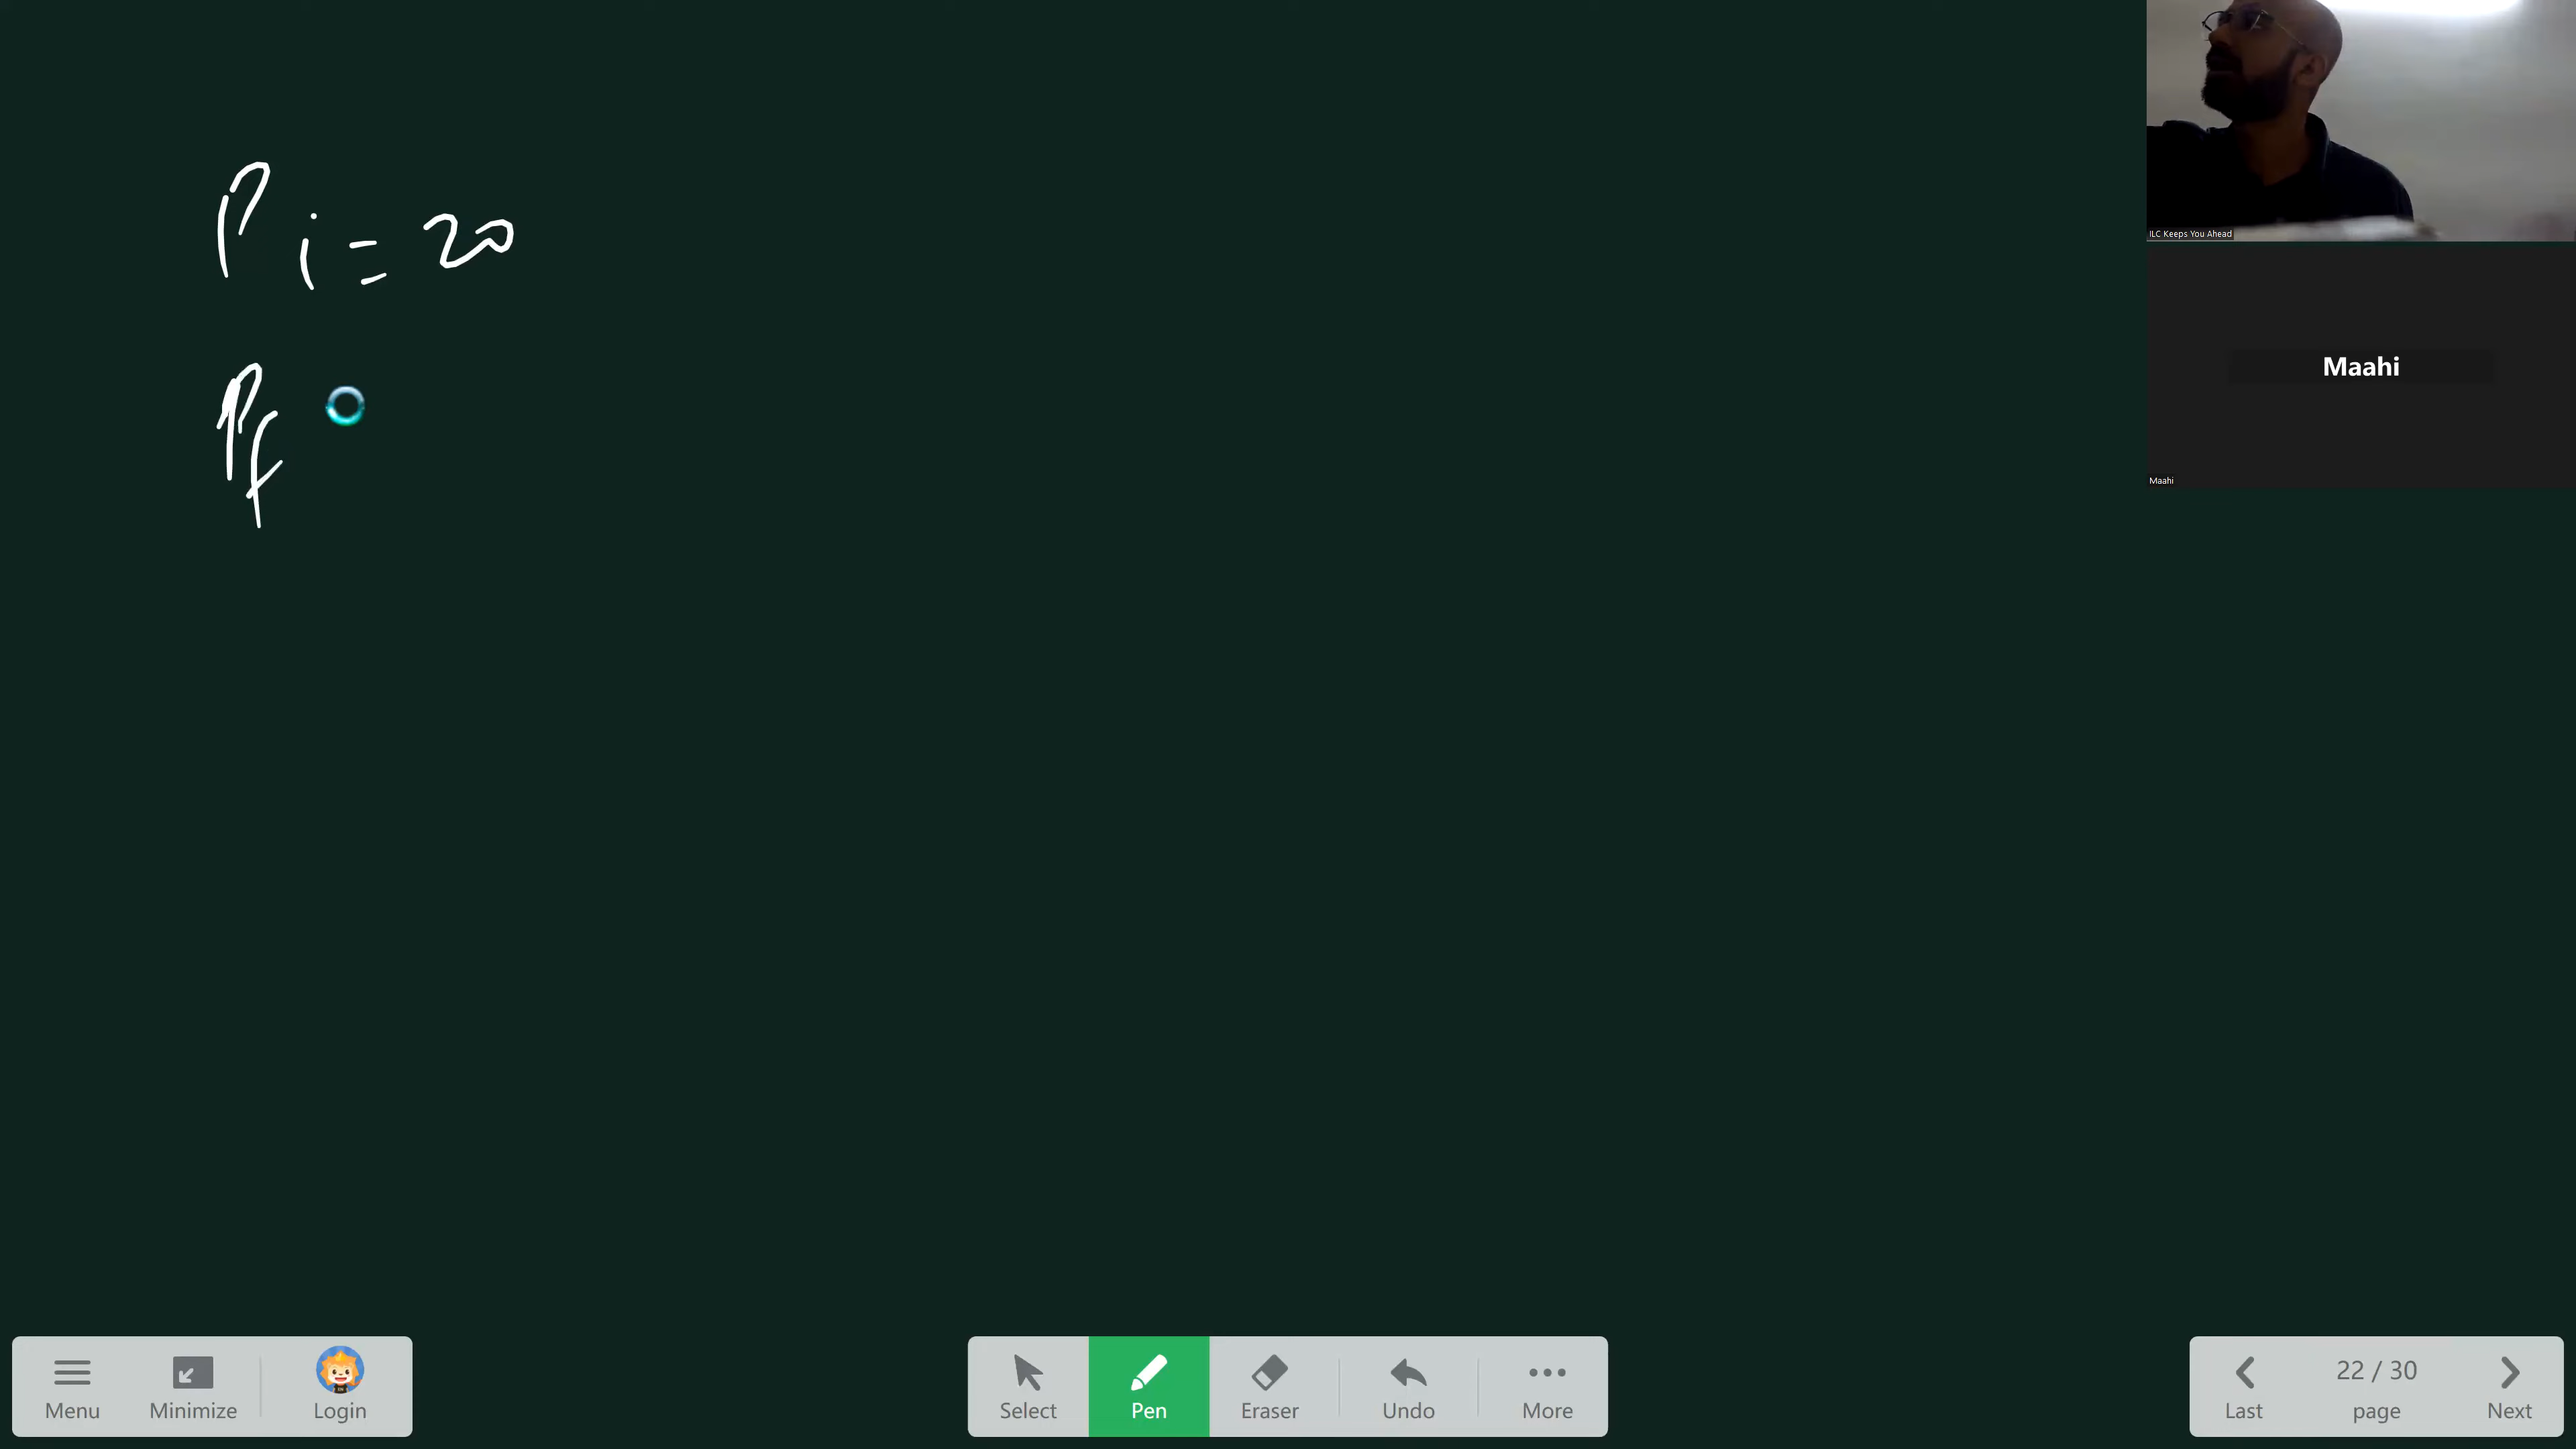 Pi = 20
Pf
ILC Keeps You Ahead
Maahi
Maahi
Menu
Minimize
Login
Select
Pen
Eraser
Undo
More
Last
22 / 30
page
Next